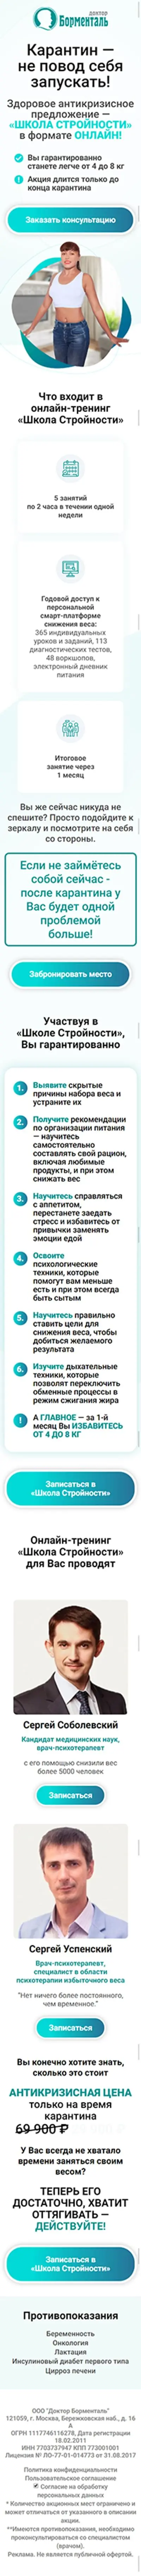 доктор
Борменталь
Карантин —
не повод себя
запускать!
Здоровое антикризисное
предложение —
«ШКОЛА СТРОЙНОСТИ»
в формате ОНЛАЙН!
Вы гарантированно
станете легче от 4 до 8 кг
Акция длится только до
конца карантина
Заказать консультацию
Что входит в
онлайн-тренинг
«Школа Стройности»
5 занятий
по 2 часа в течении одной
недели
Годовой доступ к
персональной
смарт-платформе
снижения веса:
365 индивидуальных
уроков и заданий, 113
диагностических тестов,
48 воркшопов,
электронный дневник
питания
Итоговое
занятие через
1 месяц
Вы же сейчас никуда не
спешите? Просто подойдите к
зеркалу и посмотрите на себя
со стороны.
Если не займётесь
собой сейчас -
после карантина у
Вас будет одной
проблемой
больше!
Забронировать место
Участвуя в
«Школе Стройности»,
Вы гарантированно
1. Выявите скрытые
причины набора веса и
устраните их
2. Получите рекомендации
по организации питания
— научитесь
самостоятельно
составлять свой рацион,
включая любимые
продукты, и при этом
снижать вес
3. Научитесь справляться
с аппетитом,
перестанете заедать
стресс и избавитесь от
привычки заменять
эмоции едой
4. Освоите
психологические
техники, которые
помогут вам меньше
есть и при этом всегда
быть сытым
5. Научитесь правильно
ставить цели для
снижения веса, чтобы
добиться желаемого
результата
6. Изучите дыхательные
техники, которые
позволят переключить
обменные процессы в
режим сжигания жира
! А ГЛАВНОЕ — за 1-й
месяц Вы ИЗБАВИТЕСЬ
ОТ 4 ДО 8 КГ
Записаться в
«Школа Стройности»
Онлайн-тренинг
«Школа Стройности»
для Вас проводят
Сергей Соболевский
Кандидат медицинских наук,
врач-психотерапевт
с его помощью снизили вес
более 5000 человек
Записаться
Сергей Успенский
Врач-психотерапевт,
специалист в области
психотерапии избыточного веса
"Нет ничего более постоянного,
чем временное."
Записаться
Вы конечно хотите знать,
сколько это стоит
АНТИКРИЗИСНАЯ ЦЕНА
только на время
карантина
69 900 ₽
У Вас всегда не хватало
времени заняться своим
весом?
ТЕПЕРЬ ЕГО
ДОСТАТОЧНО, ХВАТИТ
ОТТЯГИВАТЬ —
ДЕЙСТВУЙТЕ!
Записаться в
«Школа Стройности»
Противопоказания
Беременность
Онкология
Лактация
Инсулиновый диабет первого типа
Цирроз печени
ООО "Доктор Борменталь"
121059, г. Москва, Бережковская наб., д. 16
А
ОГРН 1117746116278, Дата регистрации
18.02.2011
ИНН 7703737947 КПП 773001001
Лицензия № ЛО-77-01-014773 от 31.08.2017
Политика конфиденциальности
Пользовательское соглашение
Согласие на обработку
персональных данных
* Количество акционных мест ограничено и
может отличаться от указанного в описании
акции.
**Имеются противопоказания, необходимо
проконсультироваться со специалистом
(врачом).
Реклама. Не является публичной офертой.